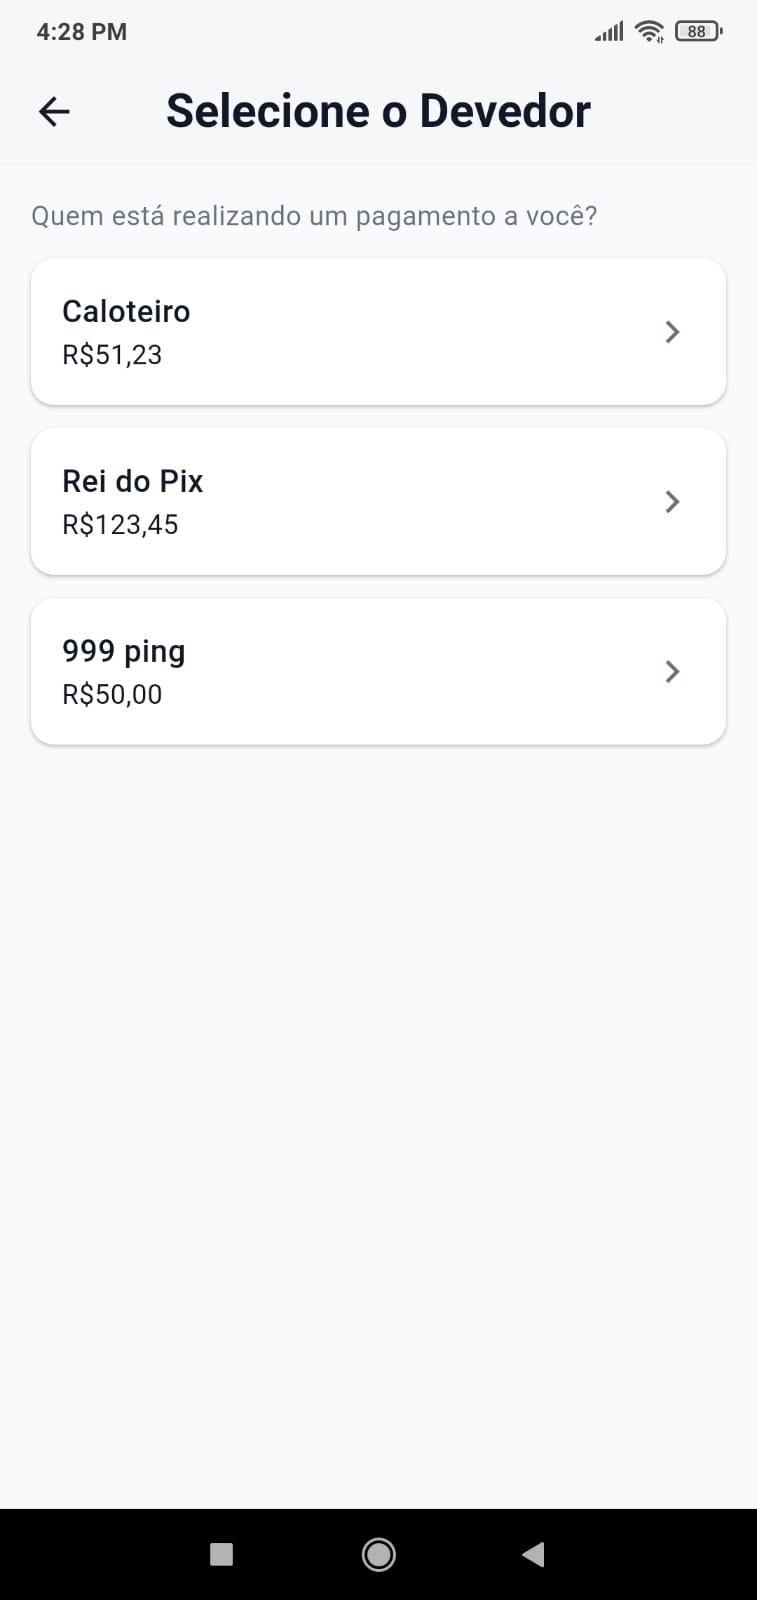 4:28 PM
88
Selecione o Devedor
Quem está realizando um pagamento a você?
Caloteiro
R$51,23
Rei do Pix
R$123,45
999 ping
R$50,00